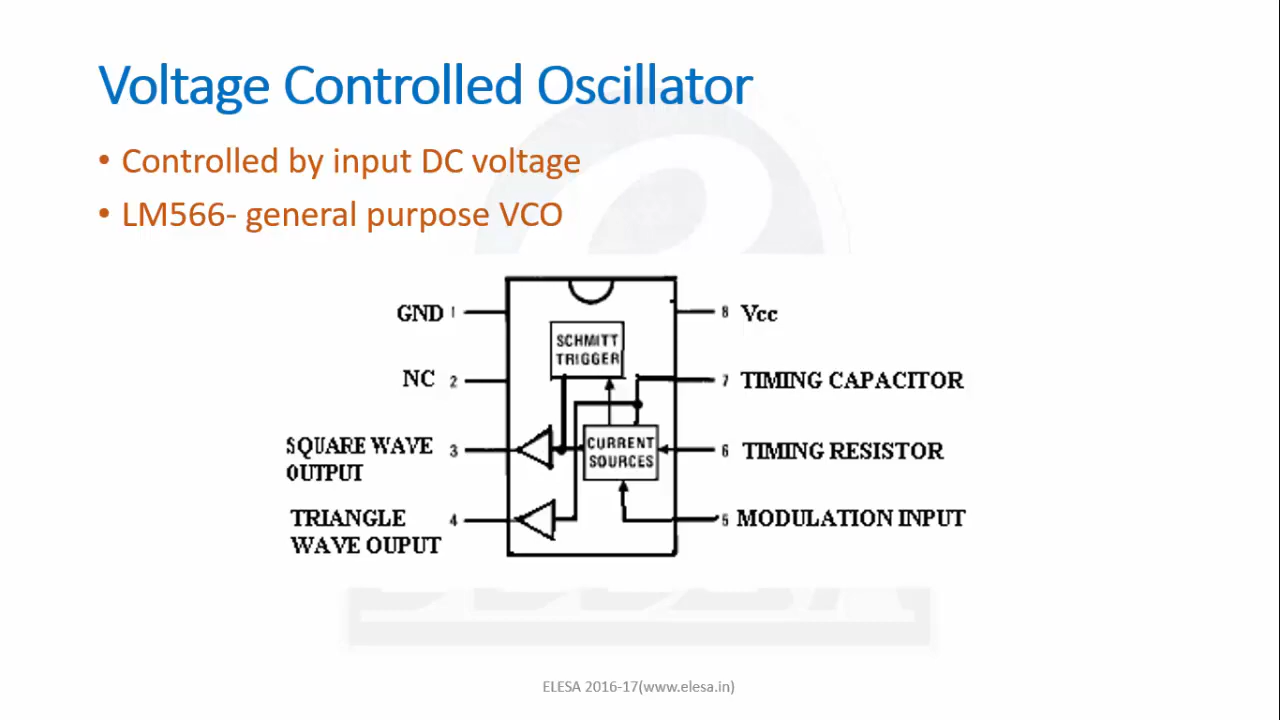 Voltage Controlled Oscillator
• Controlled by input DC voltage
• LM566- general purpose VCO
GND 1
8 Vcc
SCHMITT
TRIGGER
NC 2
7 TIMING CAPACITOR
SQUARE WAVE 3
OUTPUT
CURRENT
SOURCES
6 TIMING RESISTOR
TRIANGLE 4
WAVE OUPUT
5 MODULATION INPUT
ELESA 2016-17(www.elesa.in)